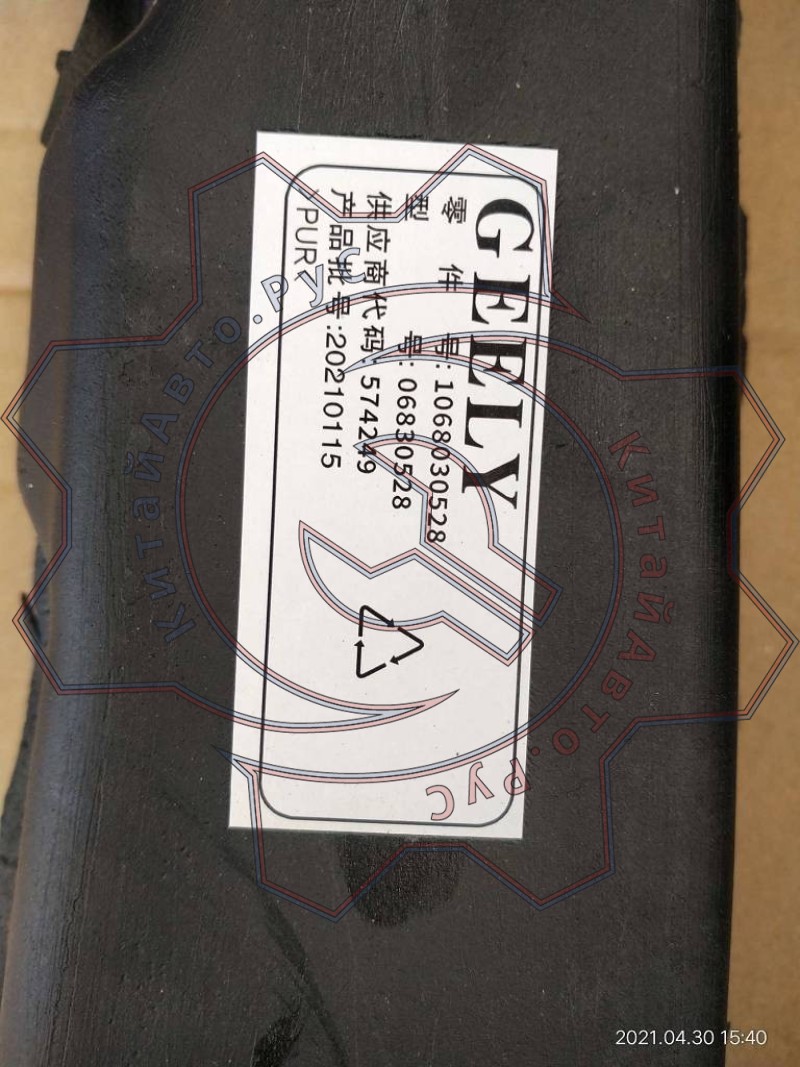 GEELY
零 件 号: 1068030528
型 号: 06830528
供应商代码: 574249
产品批号:20210115
PUR
КитайАвто.Рус
КитайАвто.Рус
2021.04.30 15:40